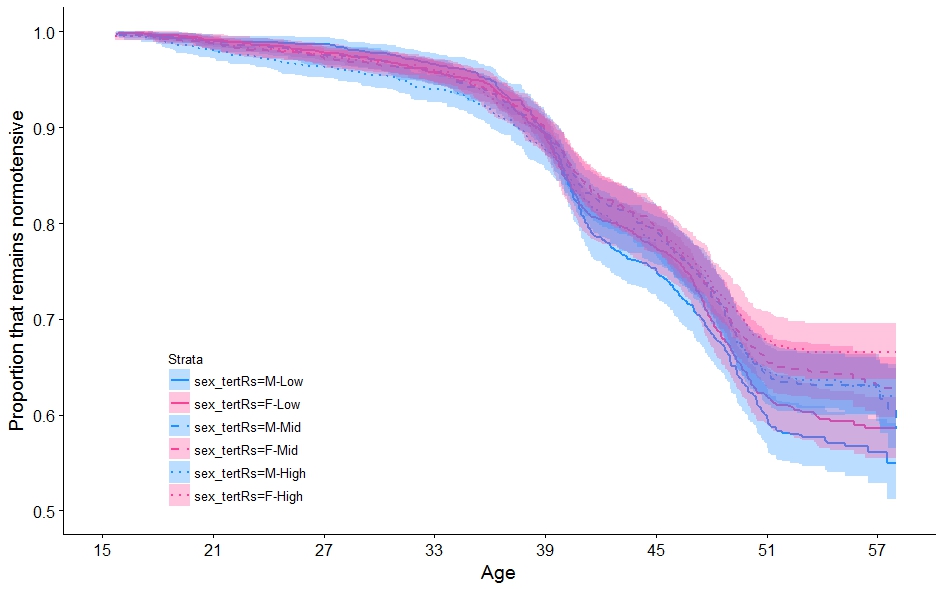 Proportion that remains normotensive
1.0
0.9
0.8
0.7
0.6
0.5
Strata
sex_tertRs=M-Low
sex_tertRs=F-Low
sex_tertRs=M-Mid
sex_tertRs=F-Mid
sex_tertRs=M-High
sex_tertRs=F-High
15 21 27 33 39 45 51 57
Age